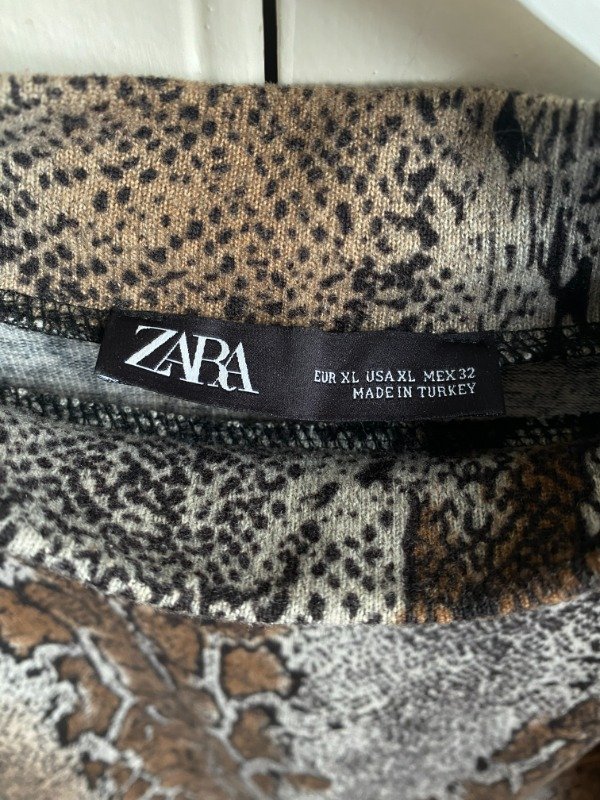 ZARA
EUR XL USA XL MEX 32
MADE IN TURKEY